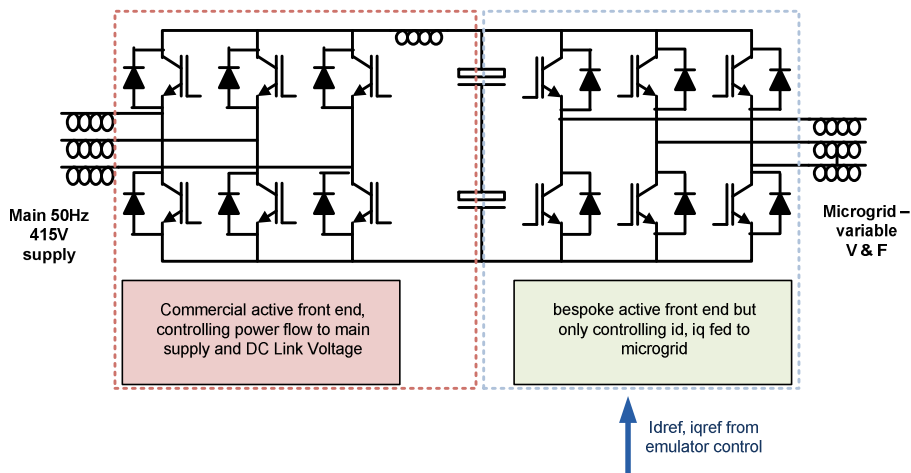 Main 50Hz
415V
supply
Microgrid –
variable
V & F
Commercial active front end,
controlling power flow to main
supply and DC Link Voltage
bespoke active front end but
only controlling id, iq fed to
microgrid
Idref, iqref from
emulator control